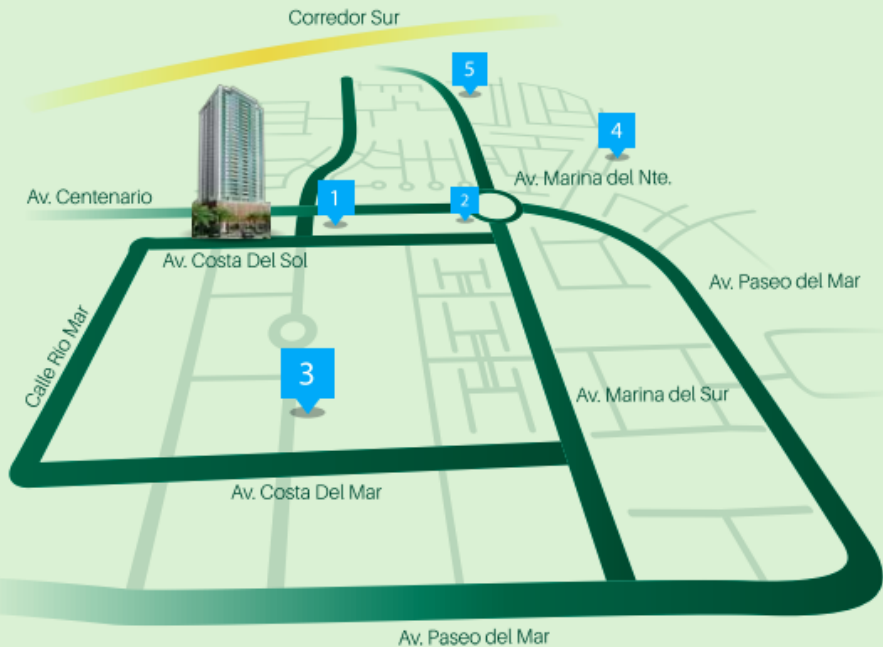 Corredor Sur
5
4
Av. Marina del Nte.
Av. Centenario
1
2
Av. Costa Del Sol
Av. Paseo del Mar
Calle Rio Mar
3
Av. Marina del Sur
Av. Costa Del Mar
Av. Paseo del Mar